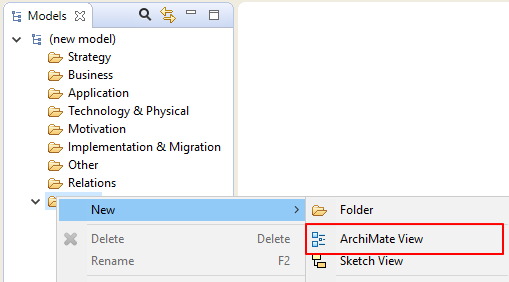 Models
(new model)
Strategy
Business
Application
Technology & Physical
Motivation
Implementation & Migration
Other
Relations
New
Folder
Delete Delete
ArchiMate View
Rename F2
Sketch View